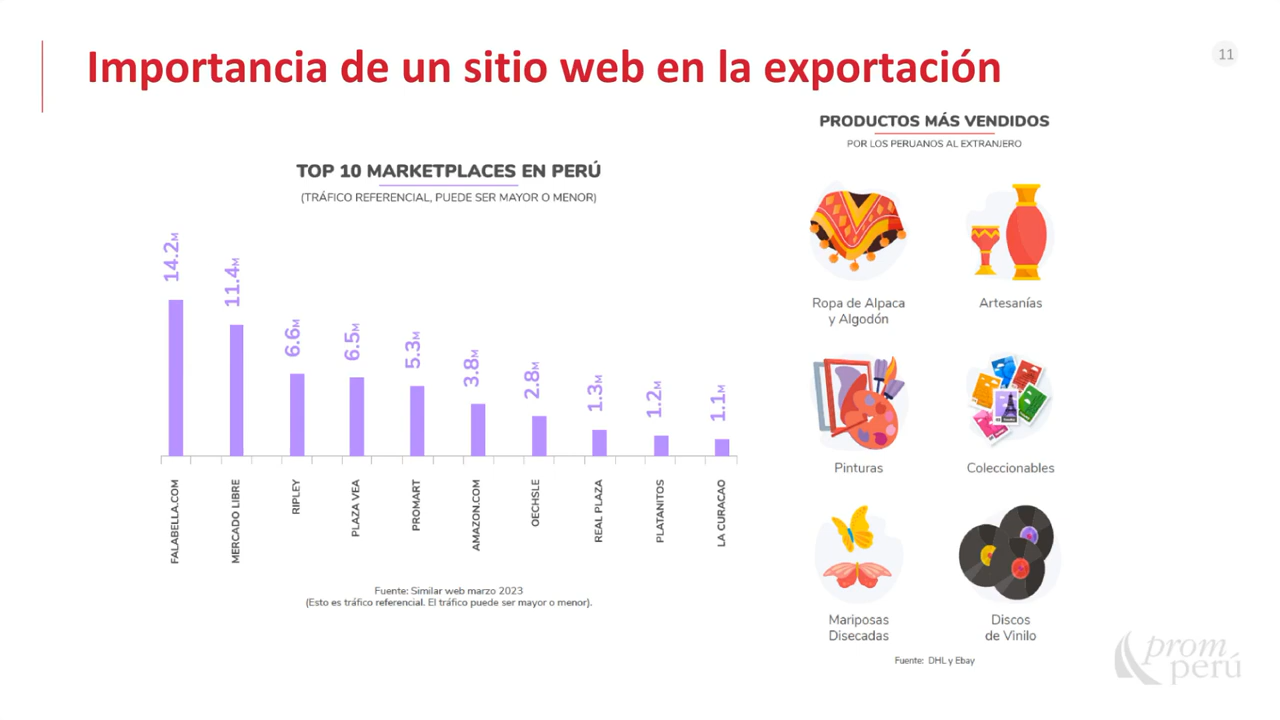 Importancia de un sitio web en la exportación
11
TOP 10 MARKETPLACES EN PERÚ
(TRÁFICO REFERENCIAL, PUEDE SER MAYOR O MENOR)
14.2M
11.4M
6.6M
6.5M
5.3M
3.8M
2.8M
1.3M
1.2M
1.1M
FALABELLA.COM
MERCADO LIBRE
RIPLEY
PLAZA VEA
PROMART
AMAZON.COM
OECHSLE
REAL PLAZA
PLATANITOS
LA CURACAO
Fuente: Similar web marzo 2023
(Esto es tráfico referencial. El tráfico puede ser mayor o menor).
PRODUCTOS MÁS VENDIDOS
POR LOS PERUANOS AL EXTRANJERO
Ropa de Alpaca
y Algodón
Artesanías
Pinturas
Coleccionables
Mariposas
Disecadas
Discos
de Vinilo
Fuente: DHL y Ebay
prom
perú